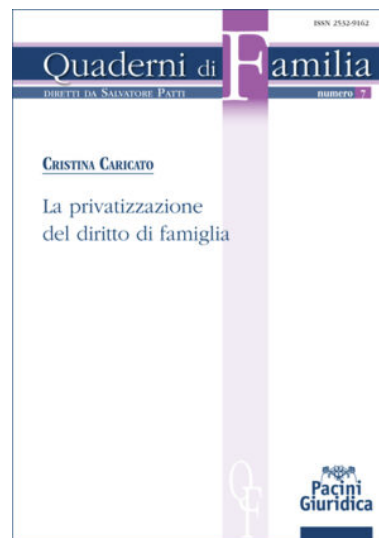 ISSN 2532-9162
Quaderni di Familia
DIRETTI DA SALVATORE PATTI
numero 7
CRISTINA CARICATO
La privatizzazione
del diritto di famiglia
QdF
Pacini
Giuridica